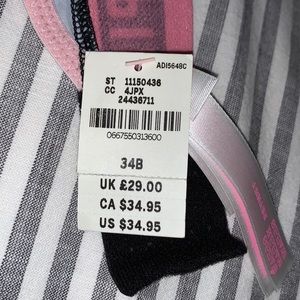 ADI5648C
ST 11150436
CC 4JPX
24436711
0667550313600
34B
UK £29.00
CA $34.95
US $34.95